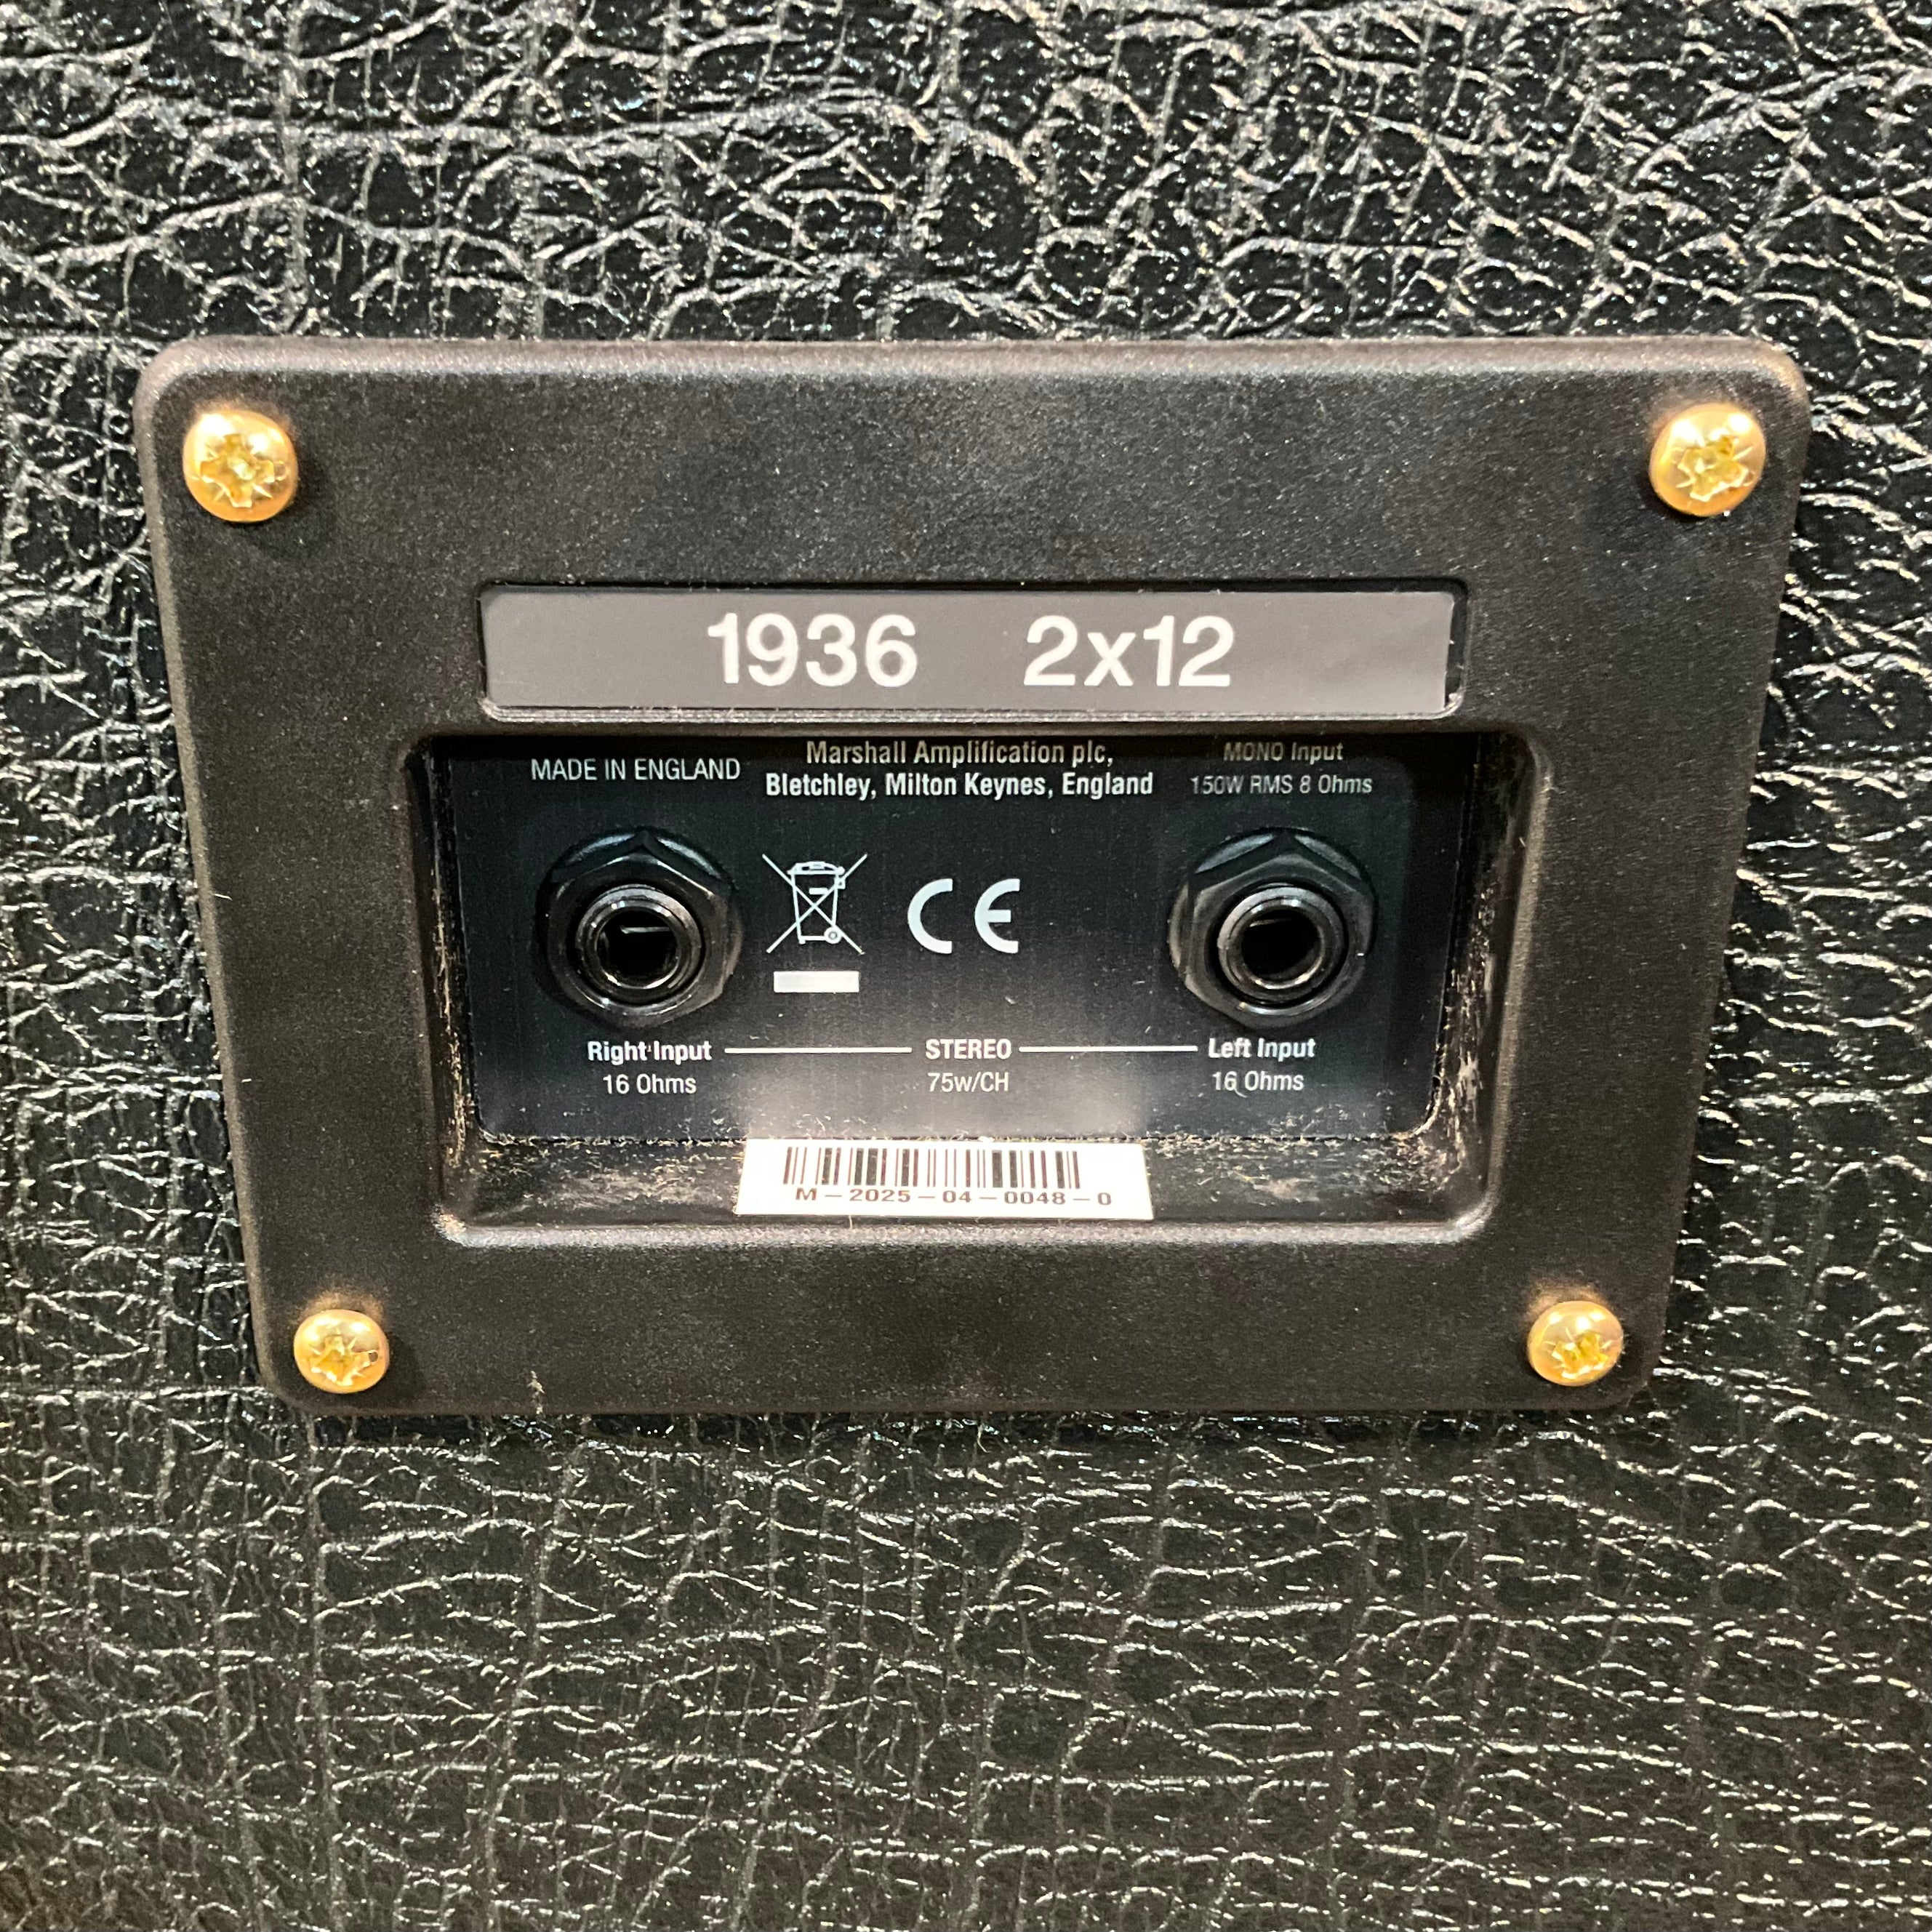 1936 2x12
MADE IN ENGLAND
Marshall Amplification plc,
Bletchley, Milton Keynes, England
MONO Input
150W RMS 8 Ohms
CE
Right Input
16 Ohms
STEREO
75w/CH
Left Input
16 Ohms
M-2025-04-0048-0